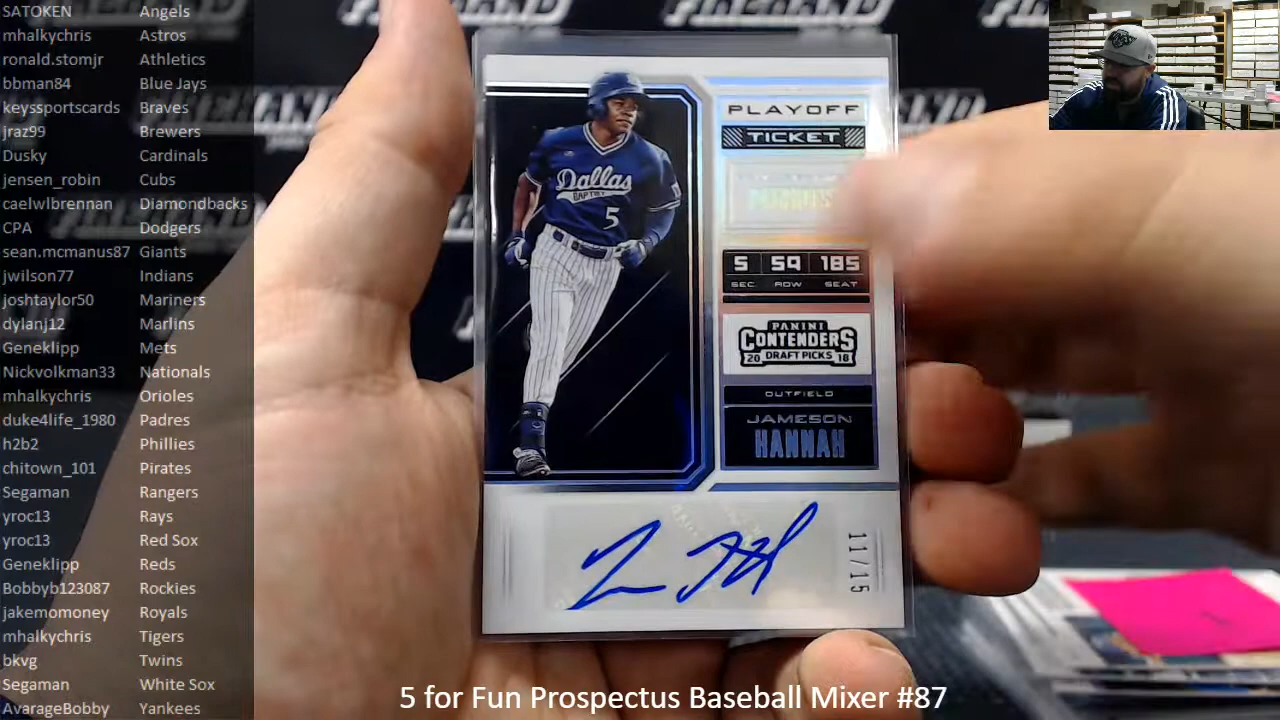 SATOKEN Angels
mhalkychris Astros
ronald.stomjr Athletics
bbman84 Blue Jays
keyssportscards Braves
jraz99 Brewers
Dusky Cardinals
jensen_robin Cubs
caelwlbrennan Diamondbacks
CPA Dodgers
sean.mcmanus87 Giants
jwilson77 Indians
joshtaylor50 Mariners
dylanj12 Marlins
Geneklipp Mets
Nickvolkman33 Nationals
mhalkychris Orioles
duke4life_1980 Padres
h2b2 Phillies
chitown_101 Pirates
Segaman Rangers
yroc13 Rays
yroc13 Red Sox
Geneklipp Reds
Bobbyb123087 Rockies
jakemomoney Royals
mhalkychris Tigers
bkvg Twins
Segaman White Sox
AvarageBobby Yankees
Dallas
BAPTIST
5
PLAYOFF
TICKET
5 59 185
SEC. ROW SEAT
PANINI
CONTENDERS
20 DRAFT PICKS 18
OUTFIELD
JAMESON
HANNAH
11/15
5 for Fun Prospectus Baseball Mixer #87